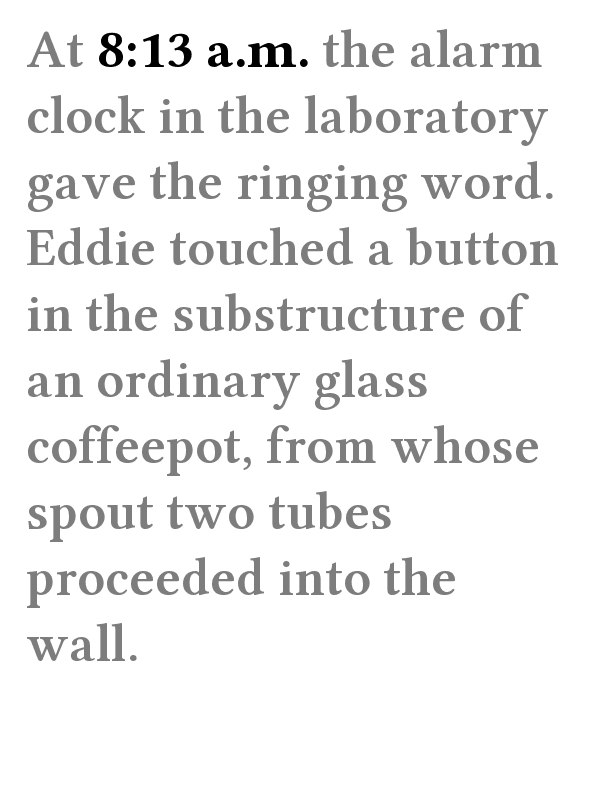 At 8:13 a.m. the alarm
clock in the laboratory
gave the ringing word.
Eddie touched a button
in the substructure of
an ordinary glass
coffeepot, from whose
spout two tubes
proceeded into the
wall.